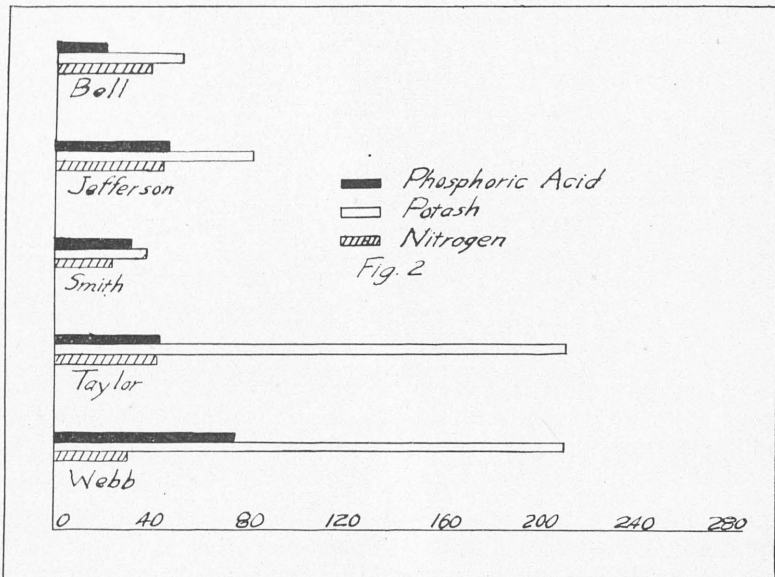 Bell
Jefferson
Phosphoric Acid
Potash
Nitrogen
Fig. 2
Smith
Taylor
Webb
0 40 80 120 160 200 240 280